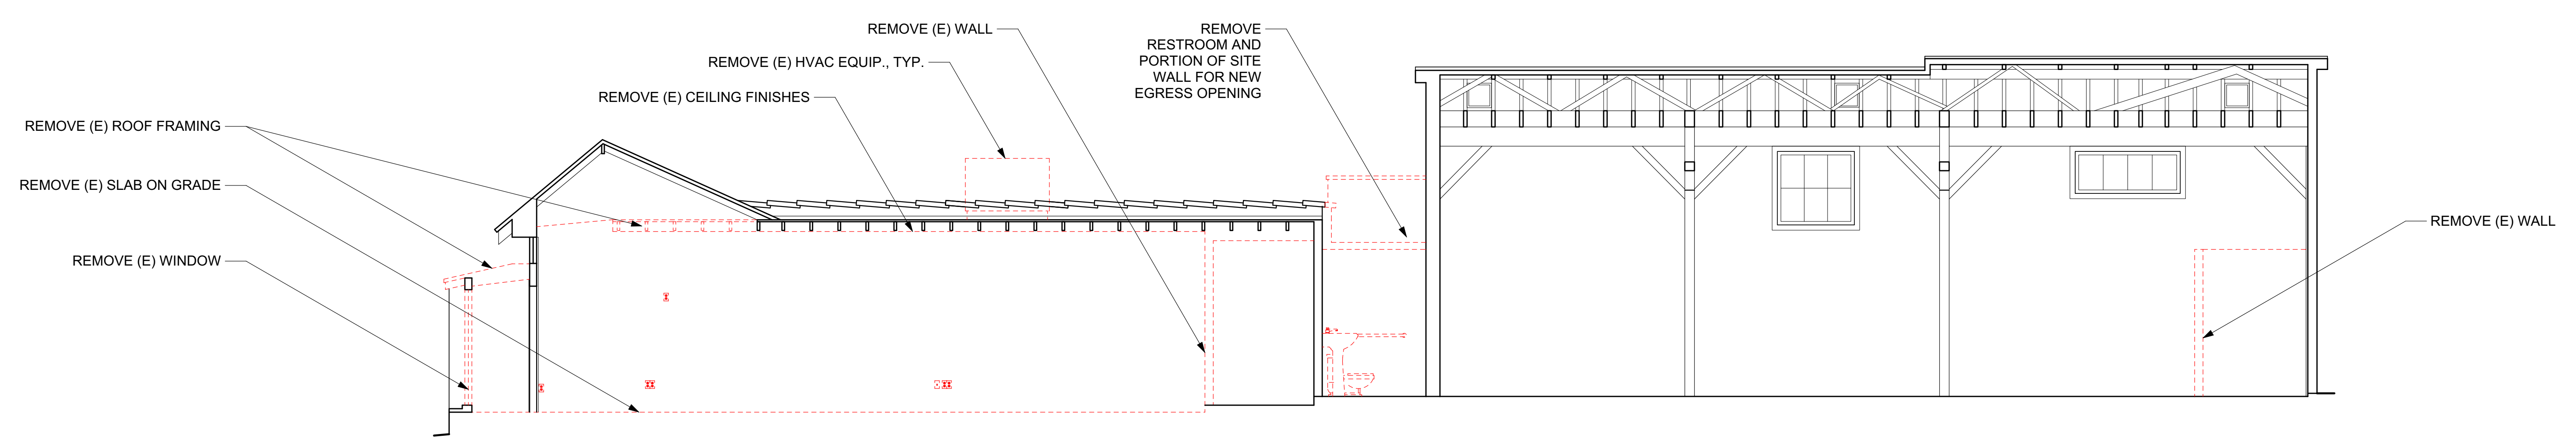 REMOVE (E) WALL
REMOVE (E) HVAC EQUIP., TYP.
REMOVE (E) CEILING FINISHES
REMOVE (E) ROOF FRAMING
REMOVE (E) SLAB ON GRADE
REMOVE (E) WINDOW
REMOVE
RESTROOM AND
PORTION OF SITE
WALL FOR NEW
EGRESS OPENING
REMOVE (E) WALL